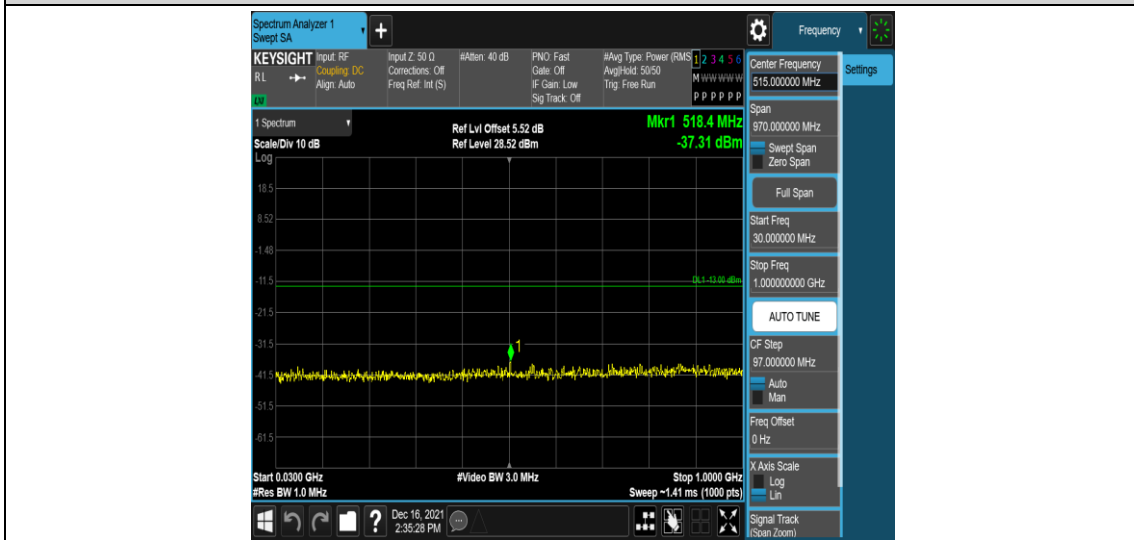 Spectrum Analyzer 1
Swept SA
+
Frequency
KEYSIGHT
RL
LXI
Input: RF
Coupling: DC
Align: Auto
Input Z: 50 Ω
Corrections: Off
Freq Ref: Int (S)
#Atten: 40 dB
PNO: Fast
Gate: Off
IF Gain: Low
Sig Track: Off
#Avg Type: Power (RMS
Avg|Hold: 50/50
Trig: Free Run
1 2 3 4 5 6
M W W W W W
P P P P P P
1 Spectrum
Scale/Div 10 dB
Ref Lvl Offset 5.52 dB
Ref Level 28.52 dBm
Mkr1 518.4 MHz
-37.31 dBm
Log
18.5
8.52
-1.48
-11.5
DL1 -13.00 dBm
-21.5
-31.5
1
-41.5
-51.5
-61.5
Start 0.0300 GHz
#Res BW 1.0 MHz
#Video BW 3.0 MHz
Stop 1.0000 GHz
Sweep ~1.41 ms (1000 pts)
Center Frequency
515.000000 MHz
Settings
Span
970.000000 MHz
Swept Span
Zero Span
Full Span
Start Freq
30.000000 MHz
Stop Freq
1.000000000 GHz
AUTO TUNE
CF Step
97.000000 MHz
Auto
Man
Freq Offset
0 Hz
X Axis Scale
Log
Lin
Signal Track
(Span Zoom)
?
Dec 16, 2021
2:35:28 PM